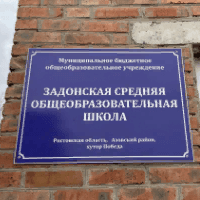 Муниципальное бюджетное
общеобразовательное учреждение
ЗАДОНСКАЯ СРЕДНЯЯ
ОБЩЕОБРАЗОВАТЕЛЬНАЯ
ШКОЛА
Ростовская область, Азовский район,
хутор Победа